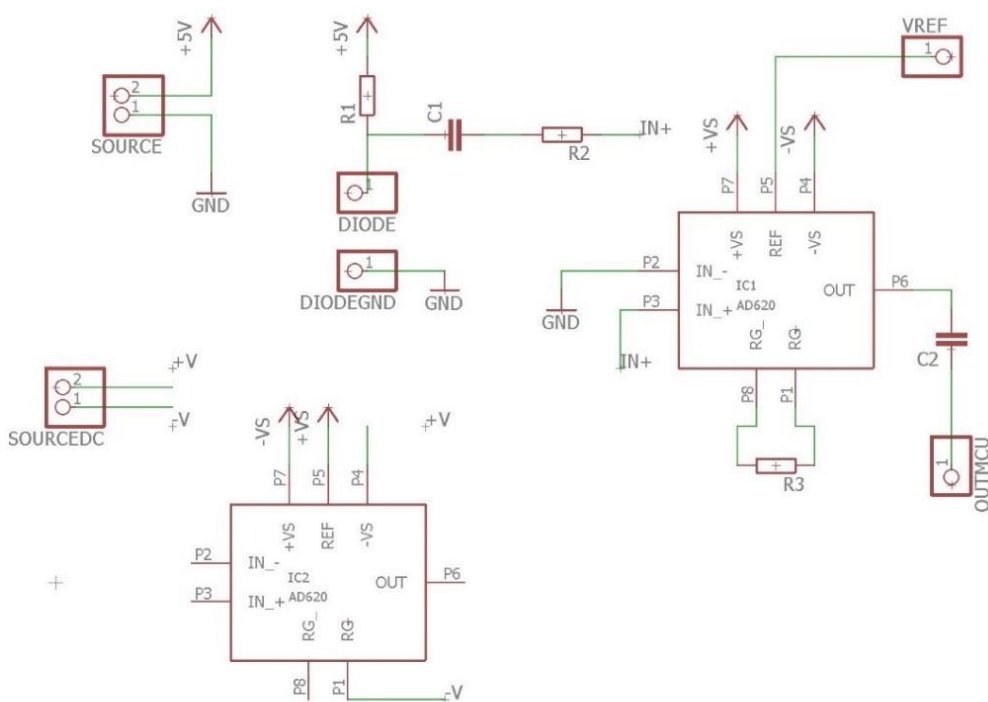 +5V
2
1
SOURCE
GND
+5V
R1
C1
R2
IN+
1
DIODE
1
DIODEGND
GND
VREF
1
+VS
-VS
P7
P5
P4
+VS
REF
-VS
P2
IN_-
P3
IN_+
IC1
AD620
OUT
P6
RG_
RG+
P8
P1
GND
IN+
R3
C2
1
OUTMCU
+V
2
1
-V
SOURCEDC
-VS
+VS
+V
P7
P5
P4
+VS
REF
-VS
P2
IN_-
P3
IN_+
IC2
AD620
OUT
P6
RG_
RG+
P8
P1
-V